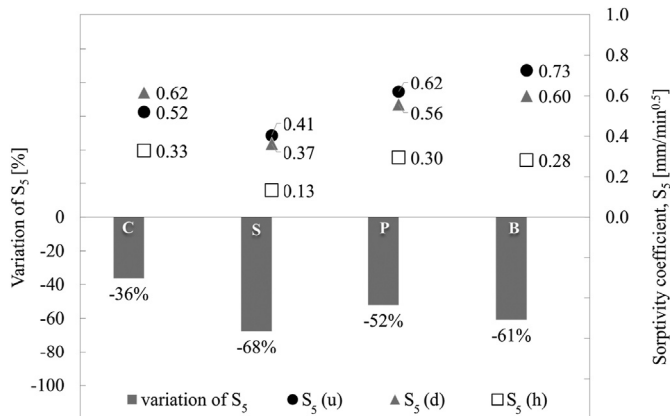 Variation of S5 [%]
0
-20
-40
-60
-80
-100
0.62
0.52
0.33
0.41
0.37
0.13
0.62
0.56
0.30
0.73
0.60
0.28
C
S
P
B
-36%
-68%
-52%
-61%
1.0
0.8
0.6
0.4
0.2
0.0
Sorptivity coefficient, S5 [mm/min0.5]
variation of S5
S5 (u)
S5 (d)
S5 (h)